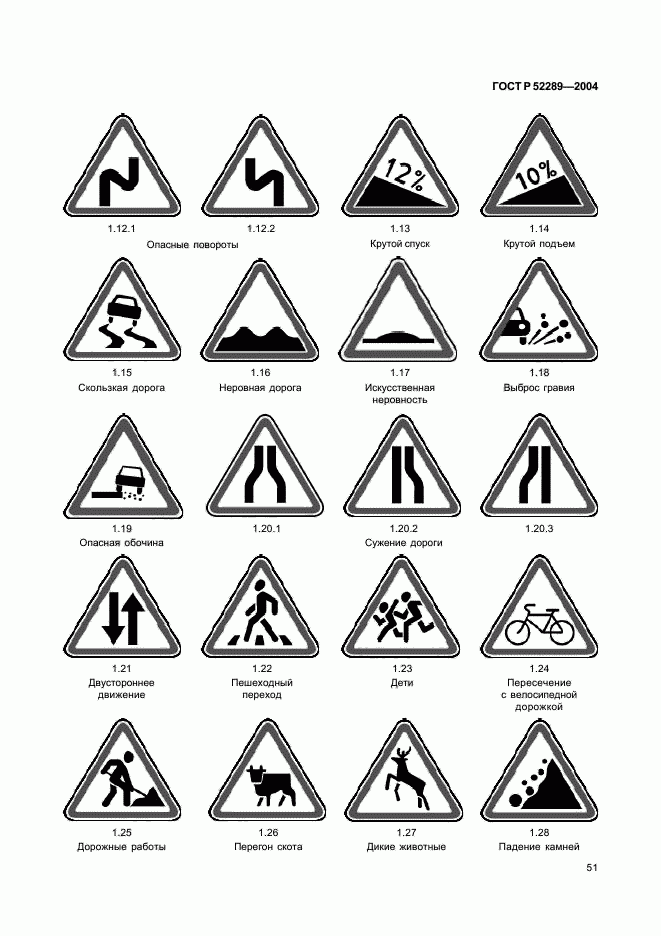 ГОСТ Р 52289—2004
12%
10%
1.12.1
1.12.2
1.13
1.14
Опасные повороты
Крутой спуск
Крутой подъем
1.15
1.16
1.17
1.18
Скользкая дорога
Неровная дорога
Искусственная
неровность
Выброс гравия
1.19
1.20.1
1.20.2
1.20.3
Опасная обочина
Сужение дороги
1.21
1.22
1.23
1.24
Двустороннее
движение
Пешеходный
переход
Дети
Пересечение
с велосипедной
дорожкой
1.25
1.26
1.27
1.28
Дорожные работы
Перегон скота
Дикие животные
Падение камней
51